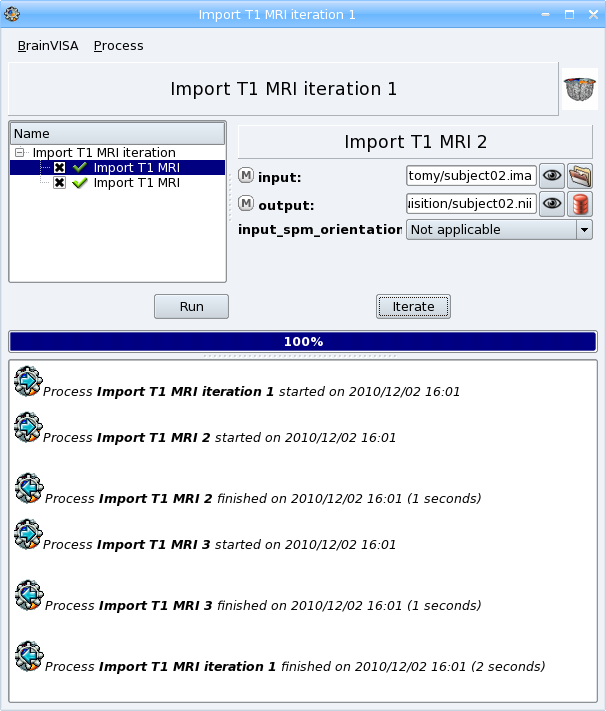 Import T1 MRI iteration 1
BrainVISA Process
Import T1 MRI iteration 1
Name
Import T1 MRI iteration
Import T1 MRI
Import T1 MRI
Import T1 MRI 2
M input: tomy/subject02.ima
M output: uisition/subject02.nii
input_spm_orientation Not applicable
Run Iterate
100%
Process Import T1 MRI iteration 1 started on 2010/12/02 16:01
Process Import T1 MRI 2 started on 2010/12/02 16:01
Process Import T1 MRI 2 finished on 2010/12/02 16:01 (1 seconds)
Process Import T1 MRI 3 started on 2010/12/02 16:01
Process Import T1 MRI 3 finished on 2010/12/02 16:01 (1 seconds)
Process Import T1 MRI iteration 1 finished on 2010/12/02 16:01 (2 seconds)